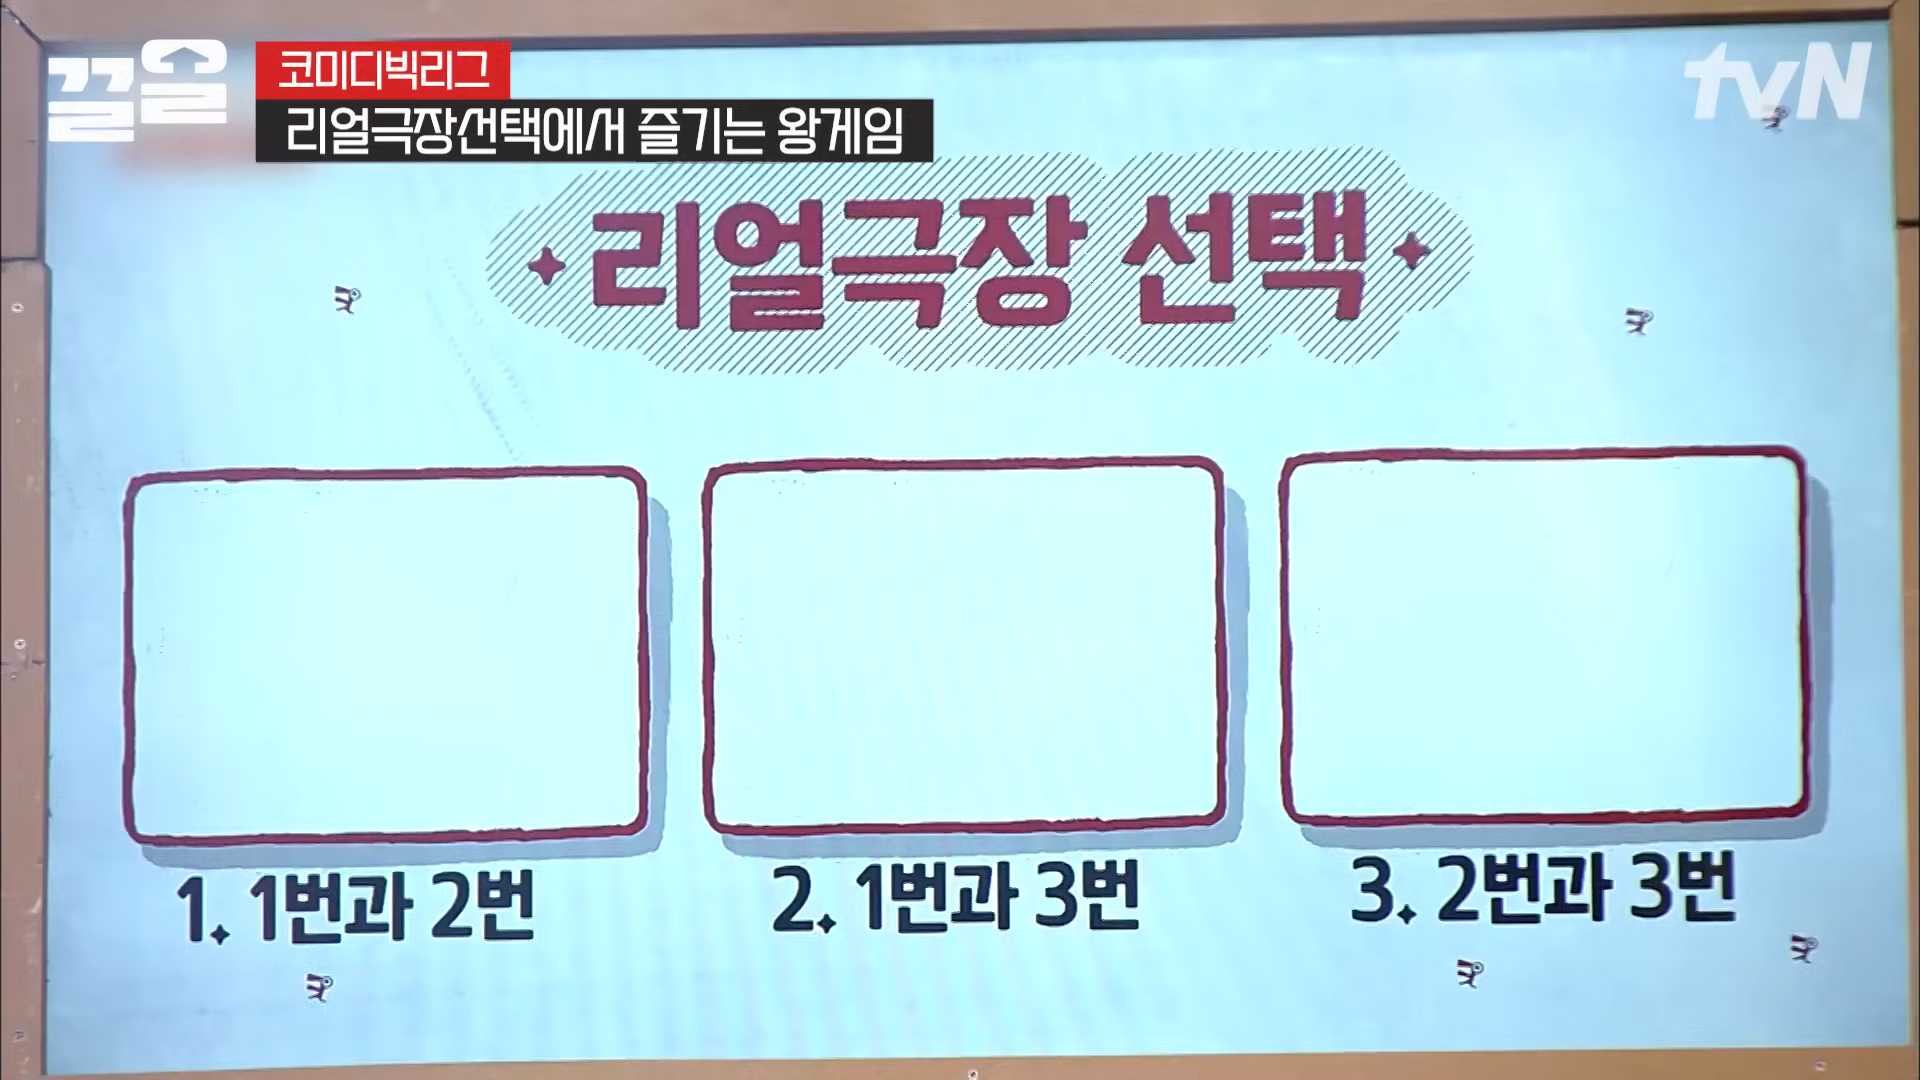 끌올
코미디빅리그
tvN
리얼극장선택에서 즐기는 왕게임
리얼극장 선택
1. 1번과 2번
2. 1번과 3번
3. 2번과 3번